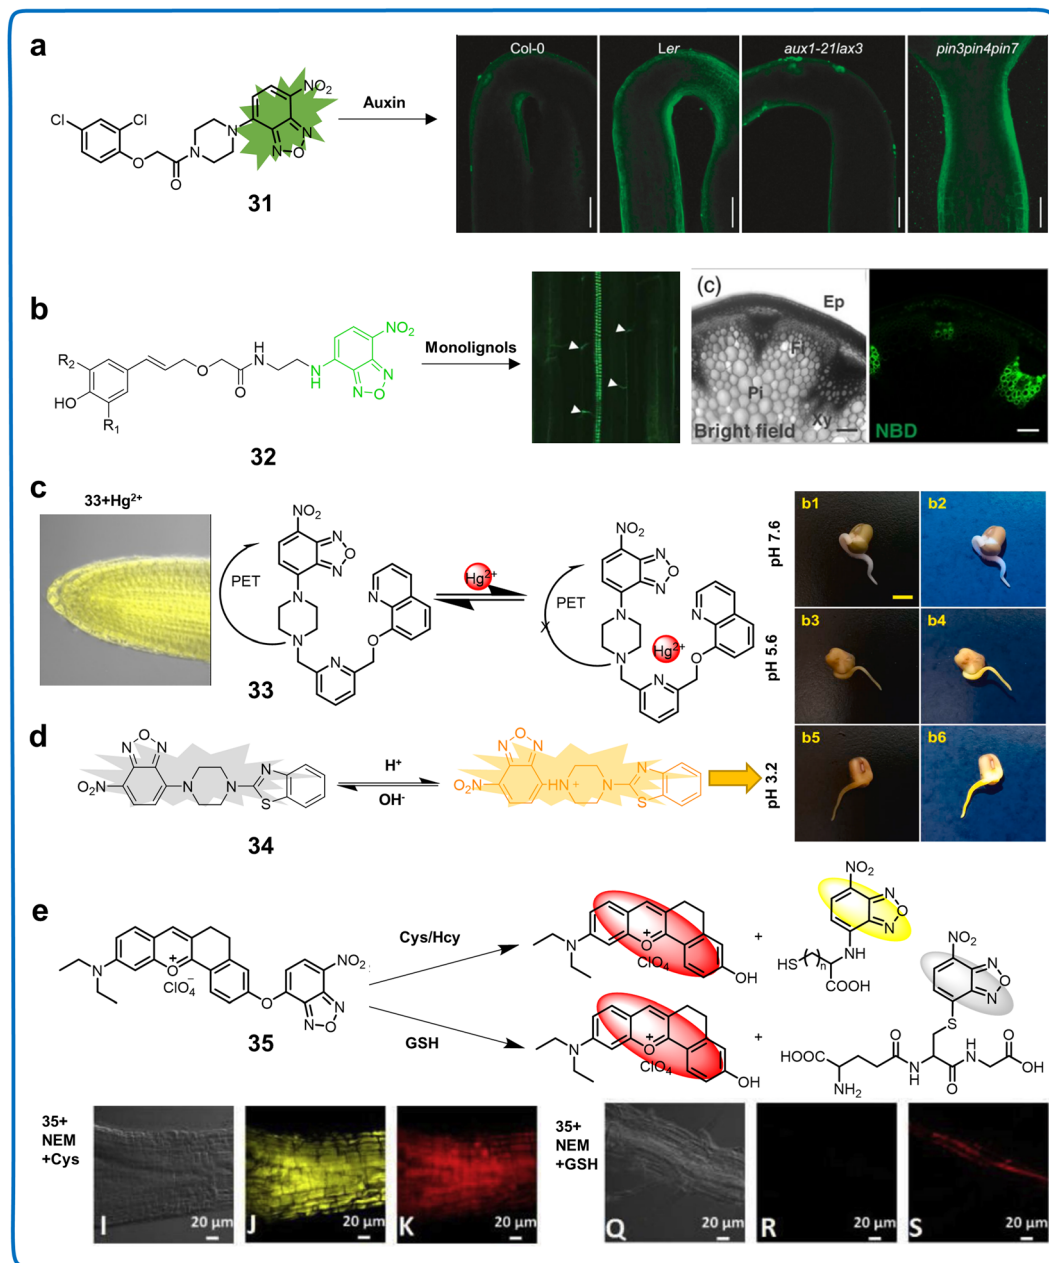 a
Cl
Cl
O
O
N
N
NO₂
N
O
N
31
Auxin
Col-0
Ler
aux1-21lax3
pin3pin4pin7
b
R₂
HO
R₁
O
O
H
N
N
H
NO₂
N
O
N
32
Monolignols
(c)
Ep
Fi
Pi
Xy
Bright field
NBD
c
33+Hg²⁺
NO₂
N
O
N
PET
N
N
N
O
N
33
Hg²⁺
NO₂
N
O
N
PET
X
N
N
N
O
N
Hg²⁺
pH 7.6
b1
b2
pH 5.6
b3
b4
pH 3.2
b5
b6
d
O
N
N
O₂N
N
N
N
S
34
H⁺
OH⁻
O
N
N
O₂N
HN
+
N
N
S
e
N
O
+
ClO₄⁻
O
NO₂
N
O
N
35
Cys/Hcy
GSH
N
O
+
ClO₄
OH
+
NO₂
N
O
N
NH
HS
n
COOH
N
O
+
ClO₄
OH
+
NO₂
N
O
N
S
HOOC
NH₂
O
N
H
O
H
N
O
OH
35+
NEM
+Cys
I
20 µm
J
20 µm
K
20 µm
35+
NEM
+GSH
Q
20 µm
R
20 µm
S
20 µm